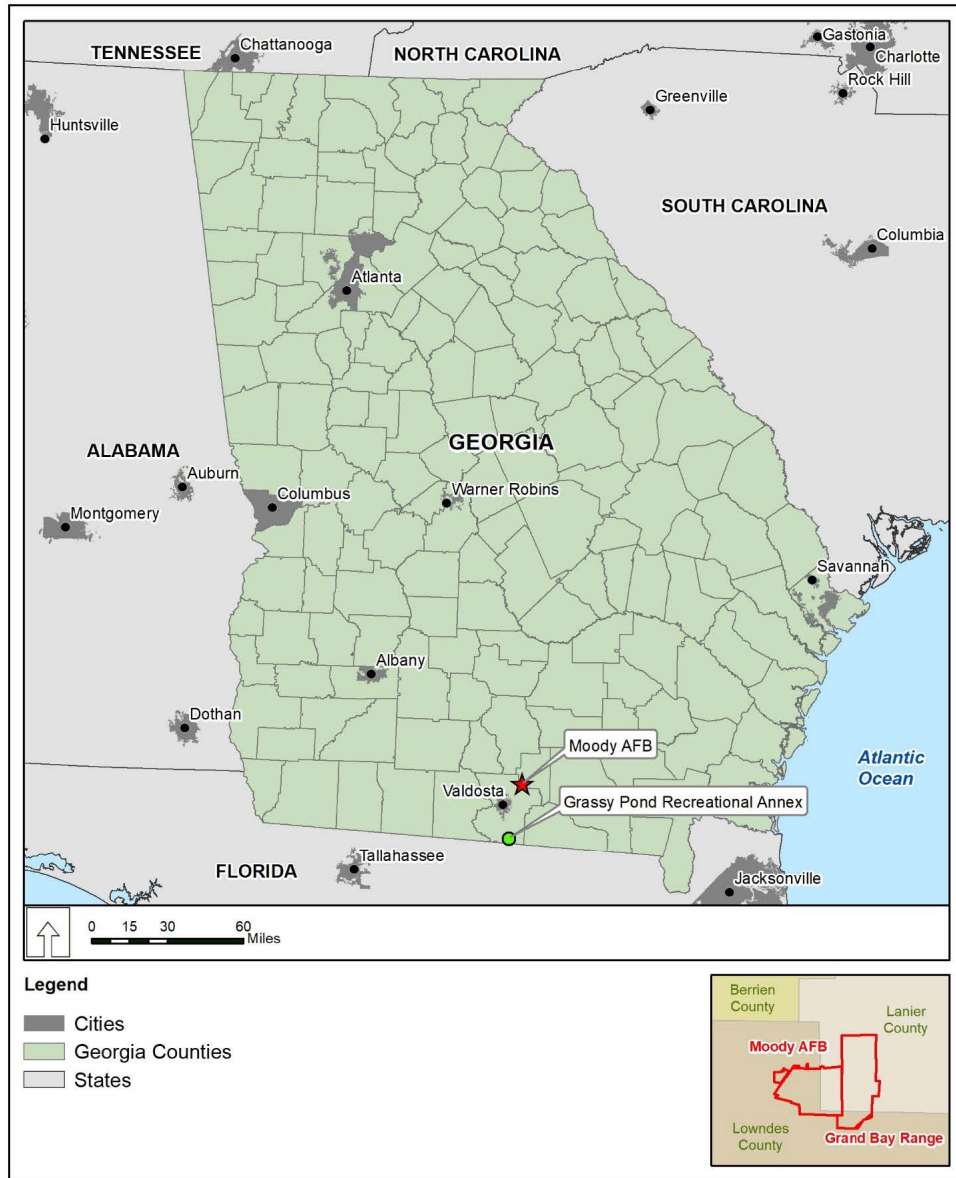 TENNESSEE
Chattanooga
NORTH CAROLINA
Gastonia
Charlotte
Rock Hill
Huntsville
Greenville
SOUTH CAROLINA
Columbia
Atlanta
GEORGIA
ALABAMA
Auburn
Columbus
Warner Robins
Montgomery
Savannah
Albany
Dothan
Moody AFB
Atlantic
Ocean
Valdosta
Grassy Pond Recreational Annex
Tallahassee
FLORIDA
Jacksonville
0 15 30 60
Miles
Legend
Cities
Georgia Counties
States
Berrien
County
Lanier
County
Moody AFB
Lowndes
County
Grand Bay Range